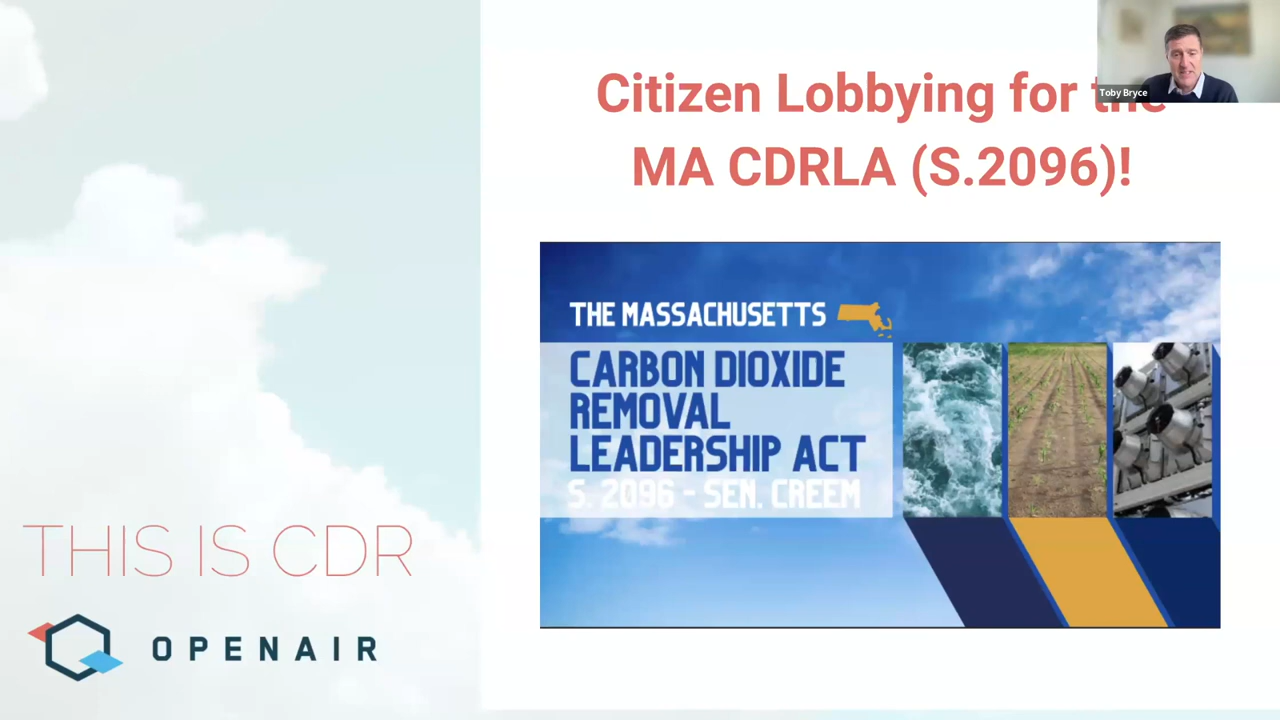 Citizen Lobbying for the
MA CDRLA (S.2096)!
Toby Bryce
THE MASSACHUSETTS
CARBON DIOXIDE
REMOVAL
LEADERSHIP ACT
S. 2096 - SEN. CREEM
THIS IS CDR
OPENAIR